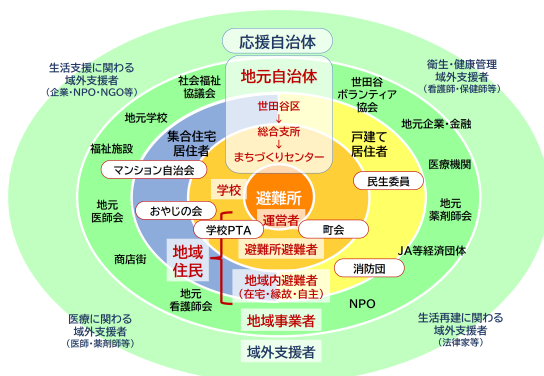 応援自治体
生活支援に関わる
域外支援者
(企業・NPO・NGO等)
衛生・健康管理
域外支援者
(看護師・保健師等)
地元自治体
世田谷区
↓
総合支所
↓
まちづくりセンター
社会福祉
協議会
世田谷
ボランティア
協会
地元学校
地元企業・金融
集合住宅
居住者
戸建て
居住者
福祉施設
医療機関
マンション自治会
民生委員
学校
避難所
地元
医師会
おやじの会
地元
薬剤師会
運営者
学校PTA
町会
地域
住民
避難所避難者
JA等経済団体
商店街
消防団
地域内避難者
(在宅・縁故・自主)
地元
看護師会
NPO
地域事業者
医療に関わる
域外支援者
(医師・薬剤師等)
生活再建に関わる
域外支援者
(法律家等)
域外支援者